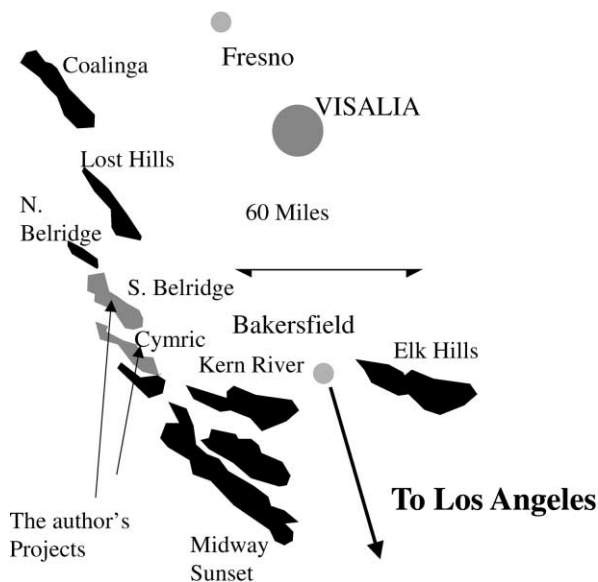 Fresno
Coalinga
VISALIA
Lost Hills
60 Miles
N.
Belridge
S. Belridge
Bakersfield
Cymric
Kern River
Elk Hills
To Los Angeles
The author's
Projects
Midway
Sunset